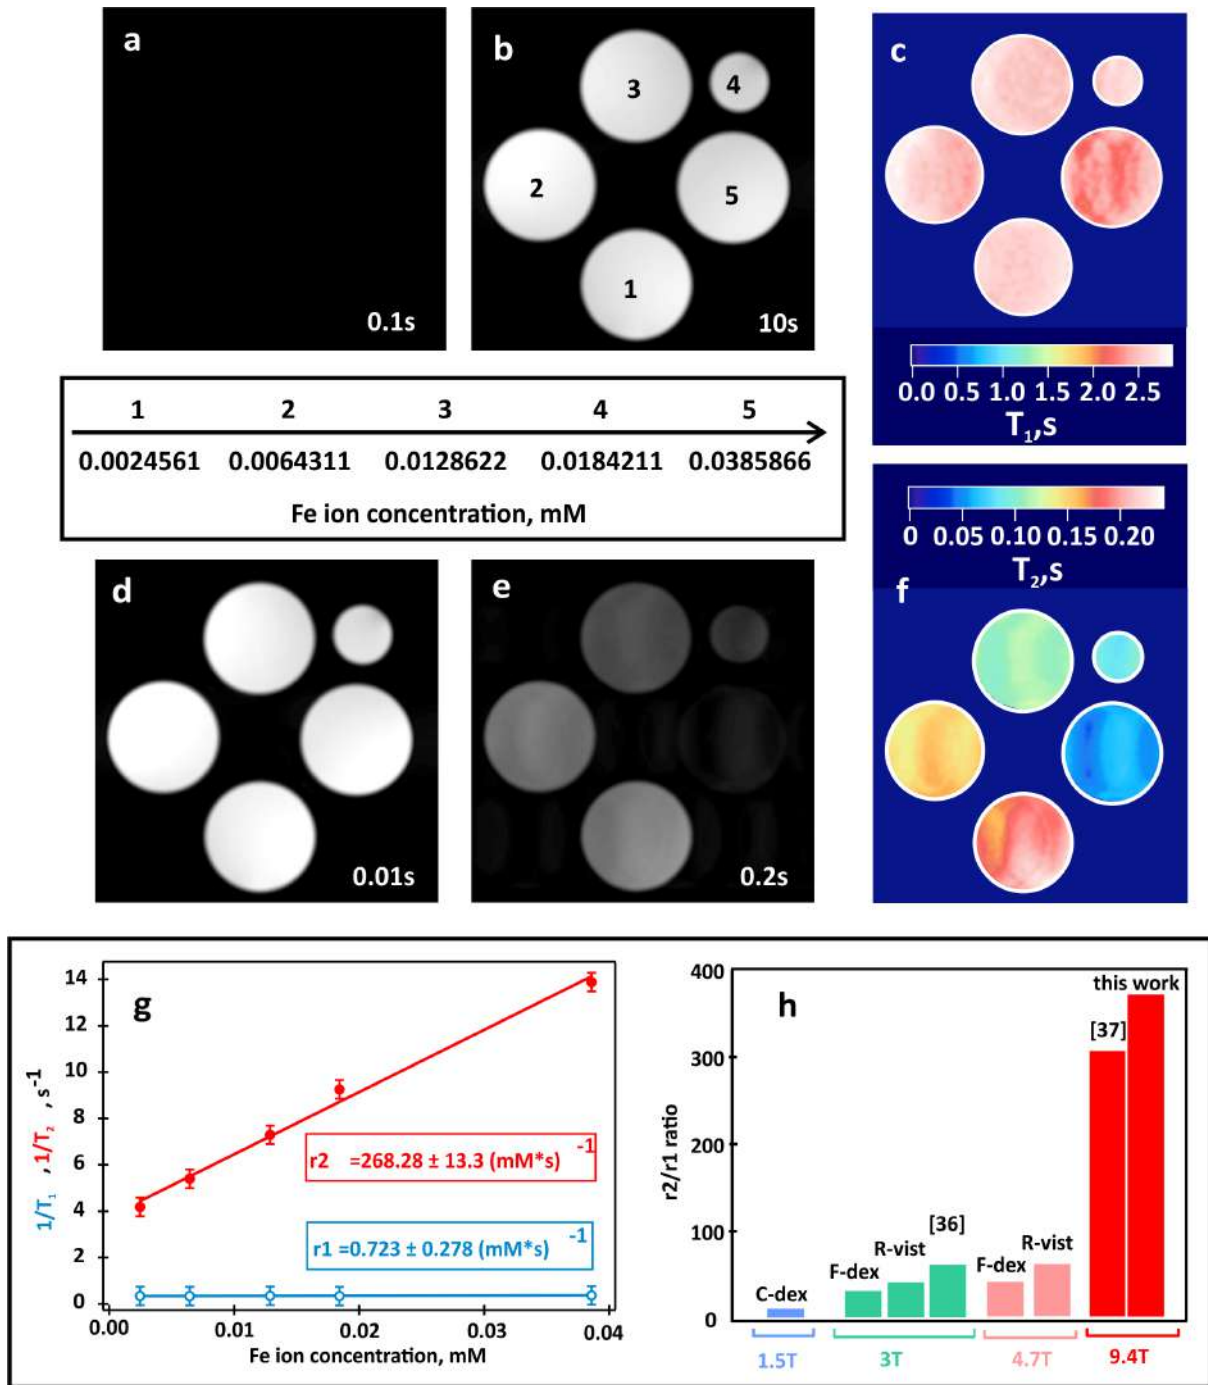 a
0.1s
b
3
4
2
5
1
10s
c
0.0 0.5 1.0 1.5 2.0 2.5
T₁,s
1 2 3 4 5
0.0024561 0.0064311 0.0128622 0.0184211 0.0385866
Fe ion concentration, mM
0 0.05 0.10 0.15 0.20
T₂,s
d
0.01s
e
0.2s
f
g
1/T₁ , 1/T₂ , s⁻¹
14
12
10
8
6
4
2
0
r2 =268.28 ± 13.3 (mM*s)⁻¹
r1 =0.723 ± 0.278 (mM*s)⁻¹
0.00 0.01 0.02 0.03 0.04
Fe ion concentration, mM
h
r2/r1 ratio
400
300
200
100
0
this work
[37]
[36]
R-vist
F-dex
R-vist
F-dex
C-dex
1.5T 3T 4.7T 9.4T